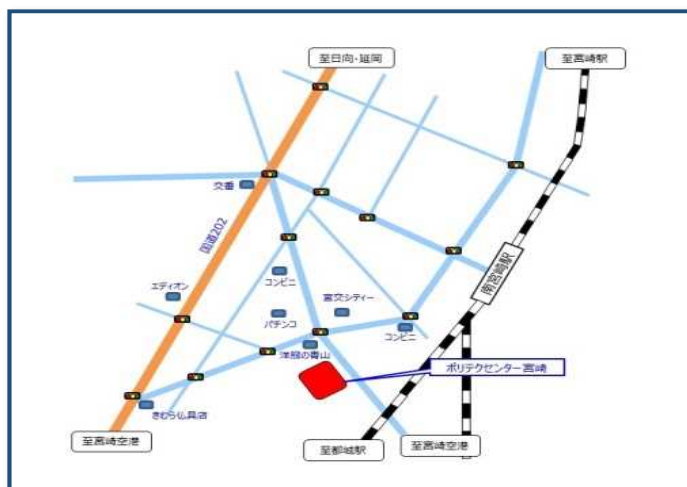 至日向・延岡
至宮崎駅
交番
国道202
南宮崎駅
コンビニ
エディオン
宮交シティー
パチンコ
コンビニ
洋服の青山
ポリテクセンター宮崎
きむら仏具店
至宮崎空港
至都城駅
至宮崎空港